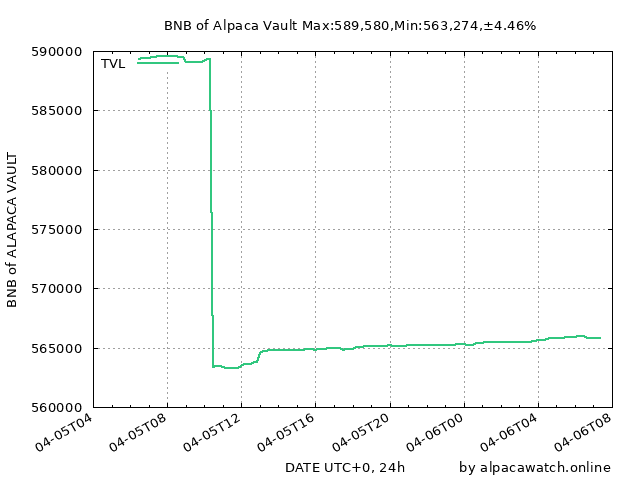 BNB of Alpaca Vault Max:589,580,Min:563,274,±4.46%
BNB of ALAPACA VAULT
590000
585000
580000
575000
570000
565000
560000
TVL
04-05T04
04-05T08
04-05T12
04-05T16
04-05T20
04-06T00
04-06T04
04-06T08
DATE UTC+0, 24h
by alpacawatch.online